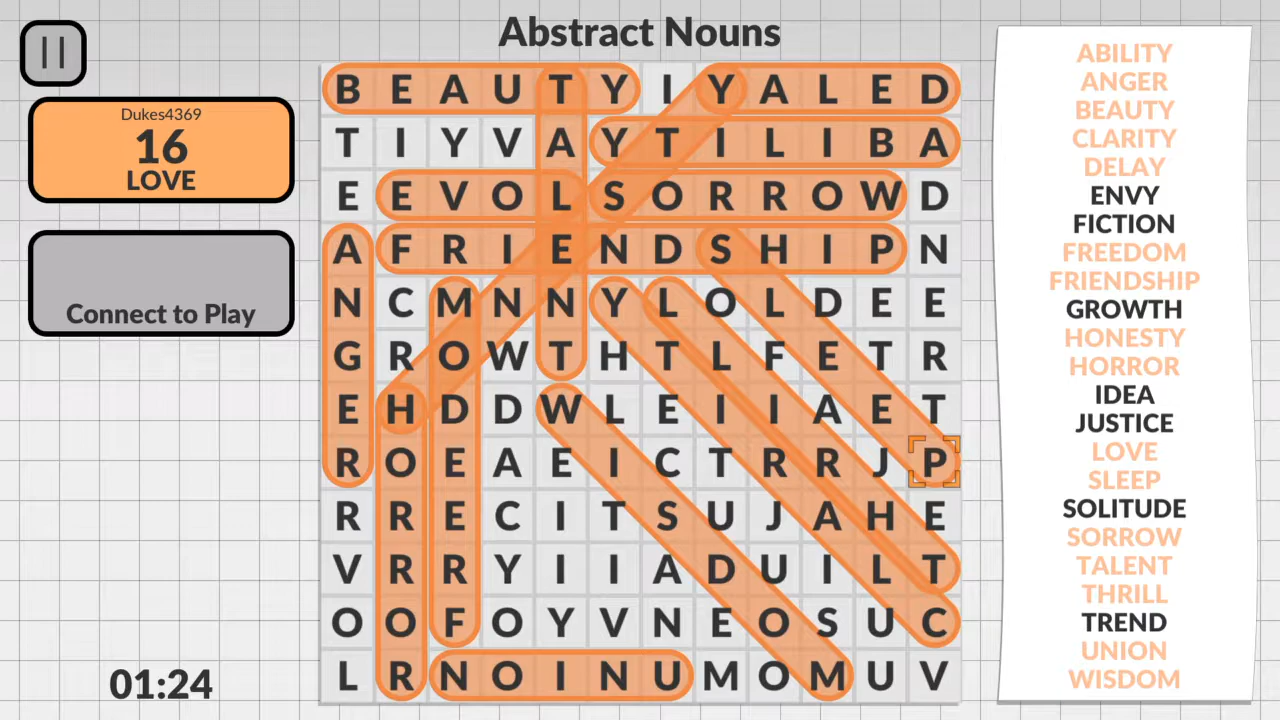 Abstract Nouns
Dukes4369
16
LOVE
Connect to Play
01:24
B E A U T Y I Y A L E D
T I Y V A Y T I L I B A
E E V O L S O R R O W D
A F R I E N D S H I P N
N C M N N Y L O L D E E
G R O W T H T L F E T R
E H D D W L E I I A E T
R O E A E I C T R R J P
R R E C I T S U J A H E
V R R Y I I A D U I L T
O O F O Y V N E O S U C
L R N O I N U M O M U V
ABILITY
ANGER
BEAUTY
CLARITY
DELAY
ENVY
FICTION
FREEDOM
FRIENDSHIP
GROWTH
HONESTY
HORROR
IDEA
JUSTICE
LOVE
SLEEP
SOLITUDE
SORROW
TALENT
THRILL
TREND
UNION
WISDOM